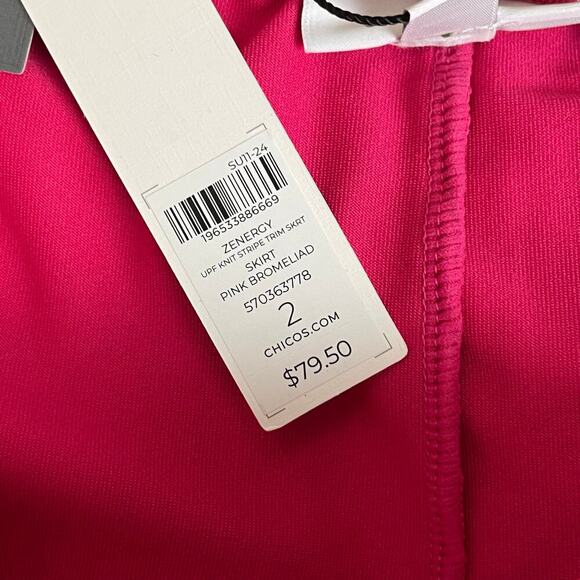 SU11-24
196533886669
ZENERGY
UPF KNIT STRIPE TRIM SKRT
SKIRT
PINK BROMELIAD
570363778
2
CHICOS.COM
$79.50